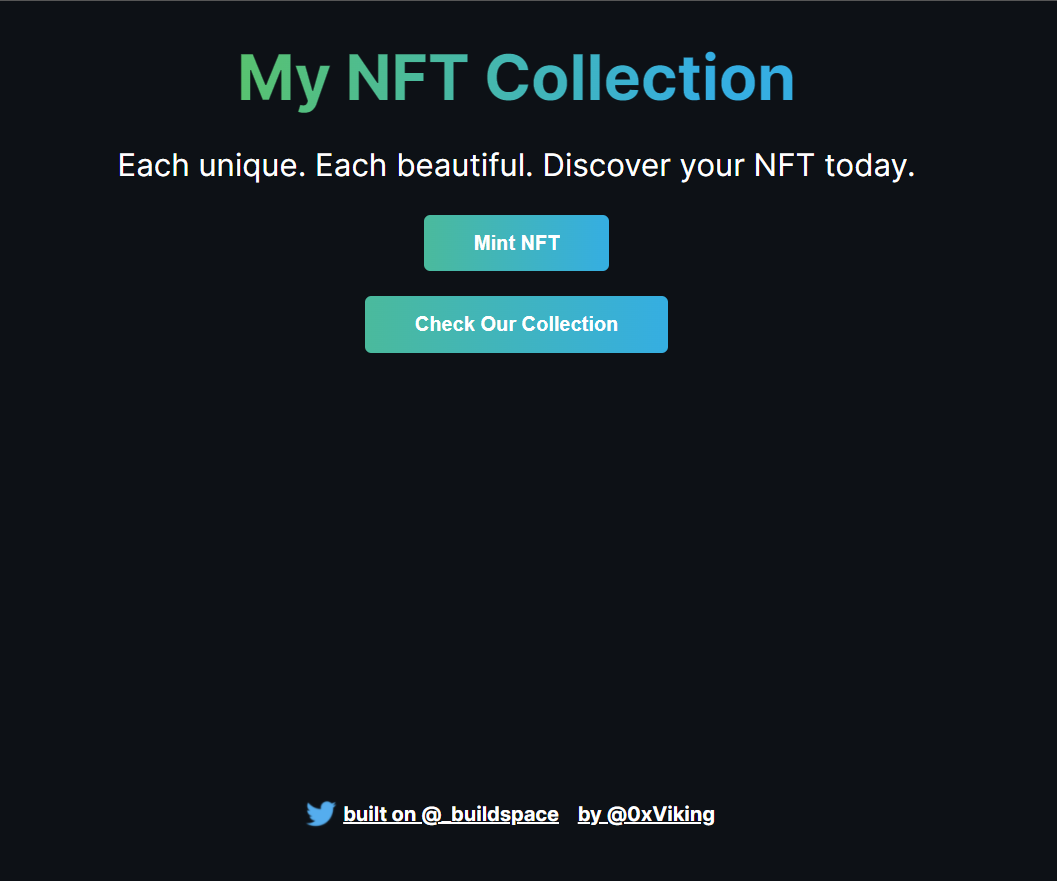 My NFT Collection
Each unique. Each beautiful. Discover your NFT today.
Mint NFT
Check Our Collection
built on @_buildspace by @0xViking